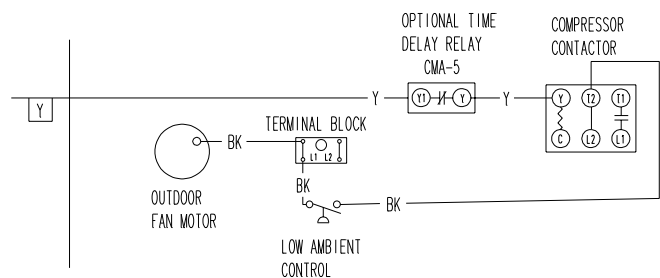 OPTIONAL TIME
DELAY RELAY
CMA-5
COMPRESSOR
CONTACTOR
Y
Y
Y1
Y
Y
Y
T2
T1
C
L2
L1
TERMINAL BLOCK
BK
L1 L2
OUTDOOR
FAN MOTOR
BK
BK
LOW AMBIENT
CONTROL